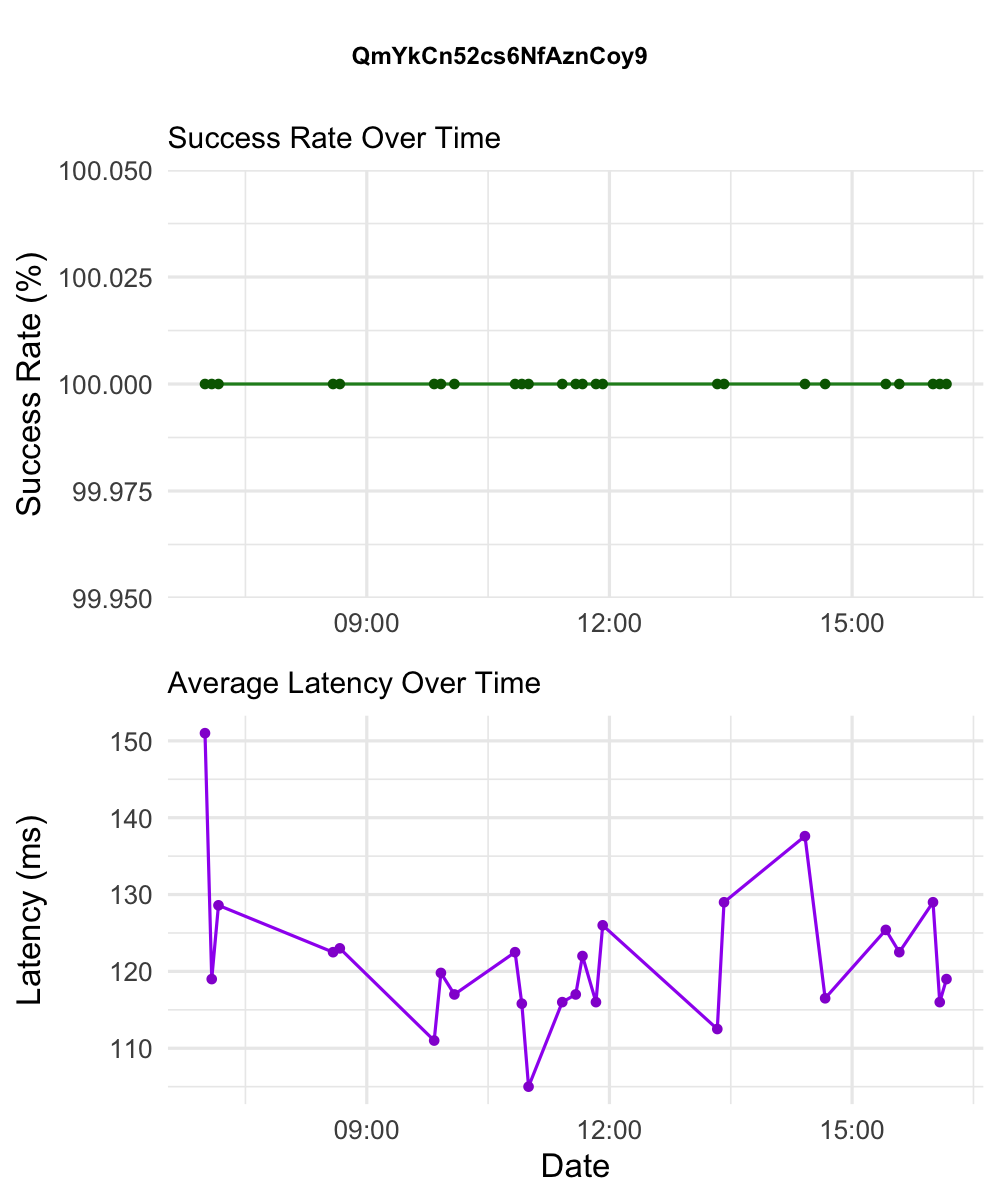 QmYkCn52cs6NfAznCoy9
Success Rate Over Time
100.050
100.025
100.000
99.975
99.950
Success Rate (%)
09:00 12:00 15:00
Average Latency Over Time
150
140
130
120
110
Latency (ms)
09:00 12:00 15:00
Date